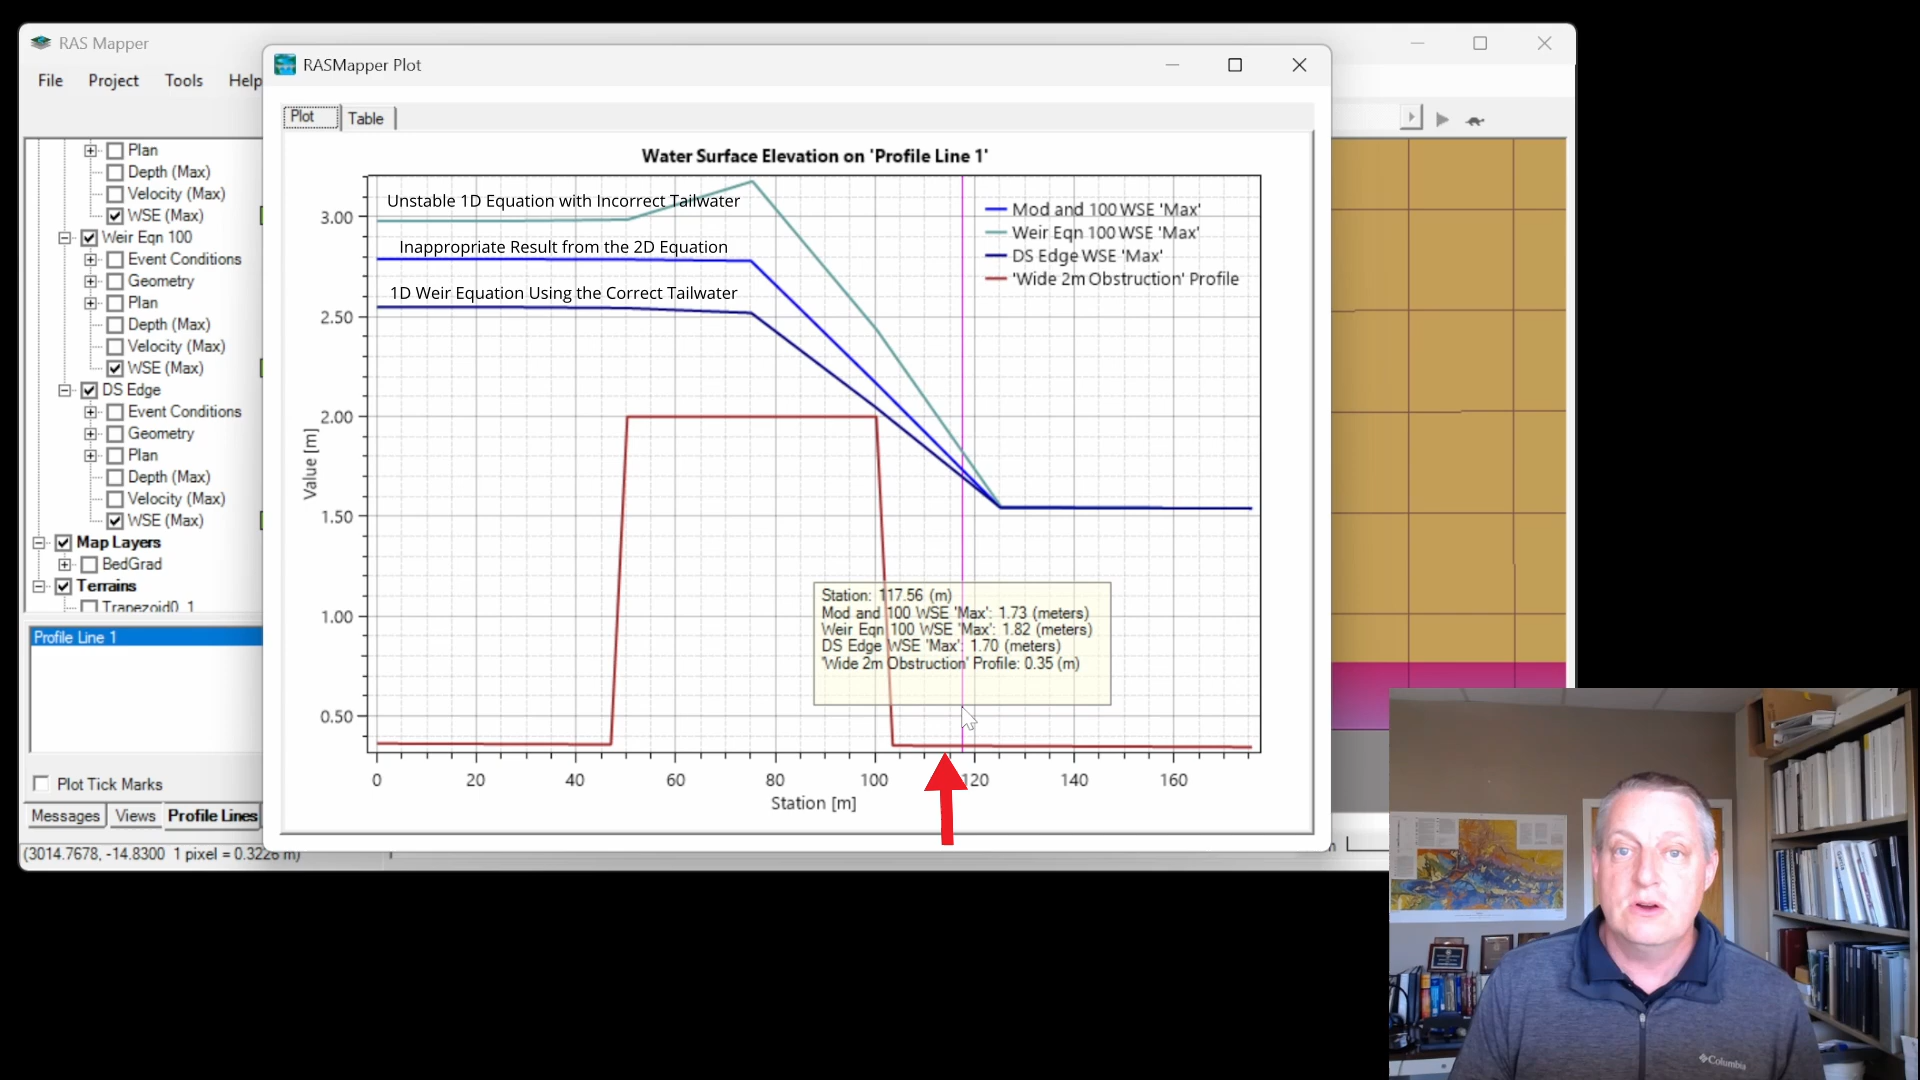 RAS Mapper
File Project Tools Help
RASMapper Plot
Plot Table
Plan
Depth (Max)
Velocity (Max)
WSE (Max)
Weir Eqn 100
Event Conditions
Geometry
Plan
Depth (Max)
Velocity (Max)
WSE (Max)
DS Edge
Event Conditions
Geometry
Plan
Depth (Max)
Velocity (Max)
WSE (Max)
Map Layers
BedGrad
Terrains
Trapezoid0_1
Profile Line 1
Plot Tick Marks
Messages Views Profile Lines
(3014.7678, -14.8300 1 pixel = 0.3226 m)
Water Surface Elevation on 'Profile Line 1'
Unstable 1D Equation with Incorrect Tailwater
Inappropriate Result from the 2D Equation
1D Weir Equation Using the Correct Tailwater
Mod and 100 WSE 'Max'
Weir Eqn 100 WSE 'Max'
DS Edge WSE 'Max'
'Wide 2m Obstruction' Profile
3.00
2.50
2.00
1.50
1.00
0.50
Value [m]
Station: 117.56 (m)
Mod and 100 WSE 'Max': 1.73 (meters)
Weir Eqn 100 WSE 'Max': 1.82 (meters)
DS Edge WSE 'Max': 1.70 (meters)
'Wide 2m Obstruction' Profile: 0.35 (m)
0 20 40 60 80 100 120 140 160
Station [m]
m
Columbia